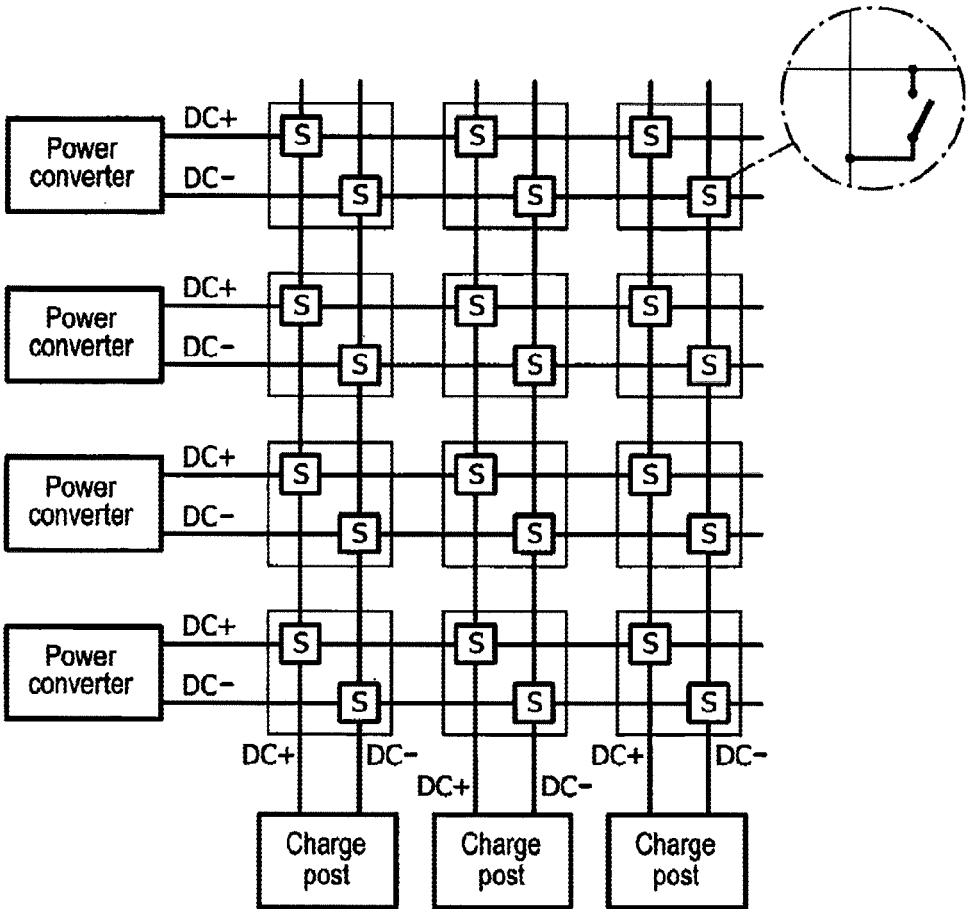 DC+
S S S
Power
converter
DC-
S S S
DC+
S S S
Power
converter
DC-
S S S
DC+
S S S
Power
converter
DC-
S S S
DC+
S S S
Power
converter
DC-
S S S
DC+ DC- DC+ DC-
DC+ DC-
Charge
post
Charge
post
Charge
post